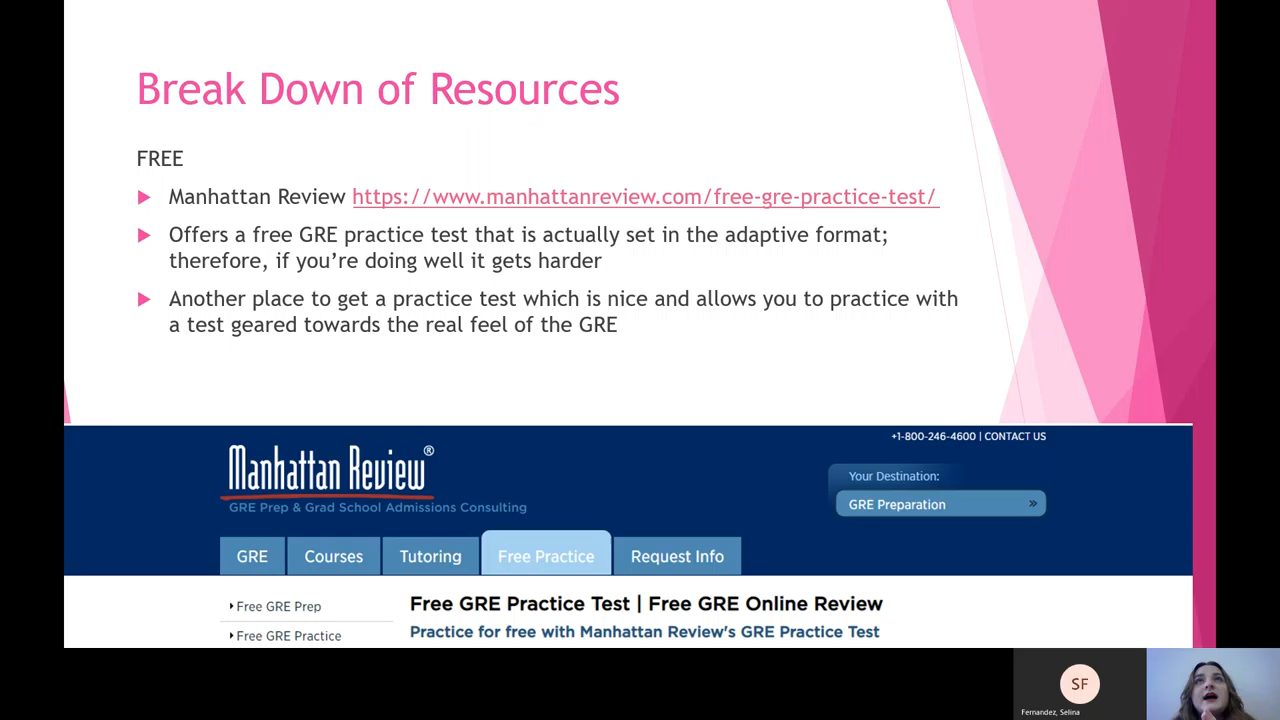 Break Down of Resources
FREE
Manhattan Review https://www.manhattanreview.com/free-gre-practice-test/
Offers a free GRE practice test that is actually set in the adaptive format;
therefore, if you’re doing well it gets harder
Another place to get a practice test which is nice and allows you to practice with
a test geared towards the real feel of the GRE
+1-800-246-4600 | CONTACT US
Manhattan Review®
GRE Prep & Grad School Admissions Consulting
Your Destination:
GRE Preparation »
GRE Courses Tutoring Free Practice Request Info
Free GRE Prep
Free GRE Practice
Free GRE Practice Test | Free GRE Online Review
Practice for free with Manhattan Review's GRE Practice Test
SF
Fernandez, Selina